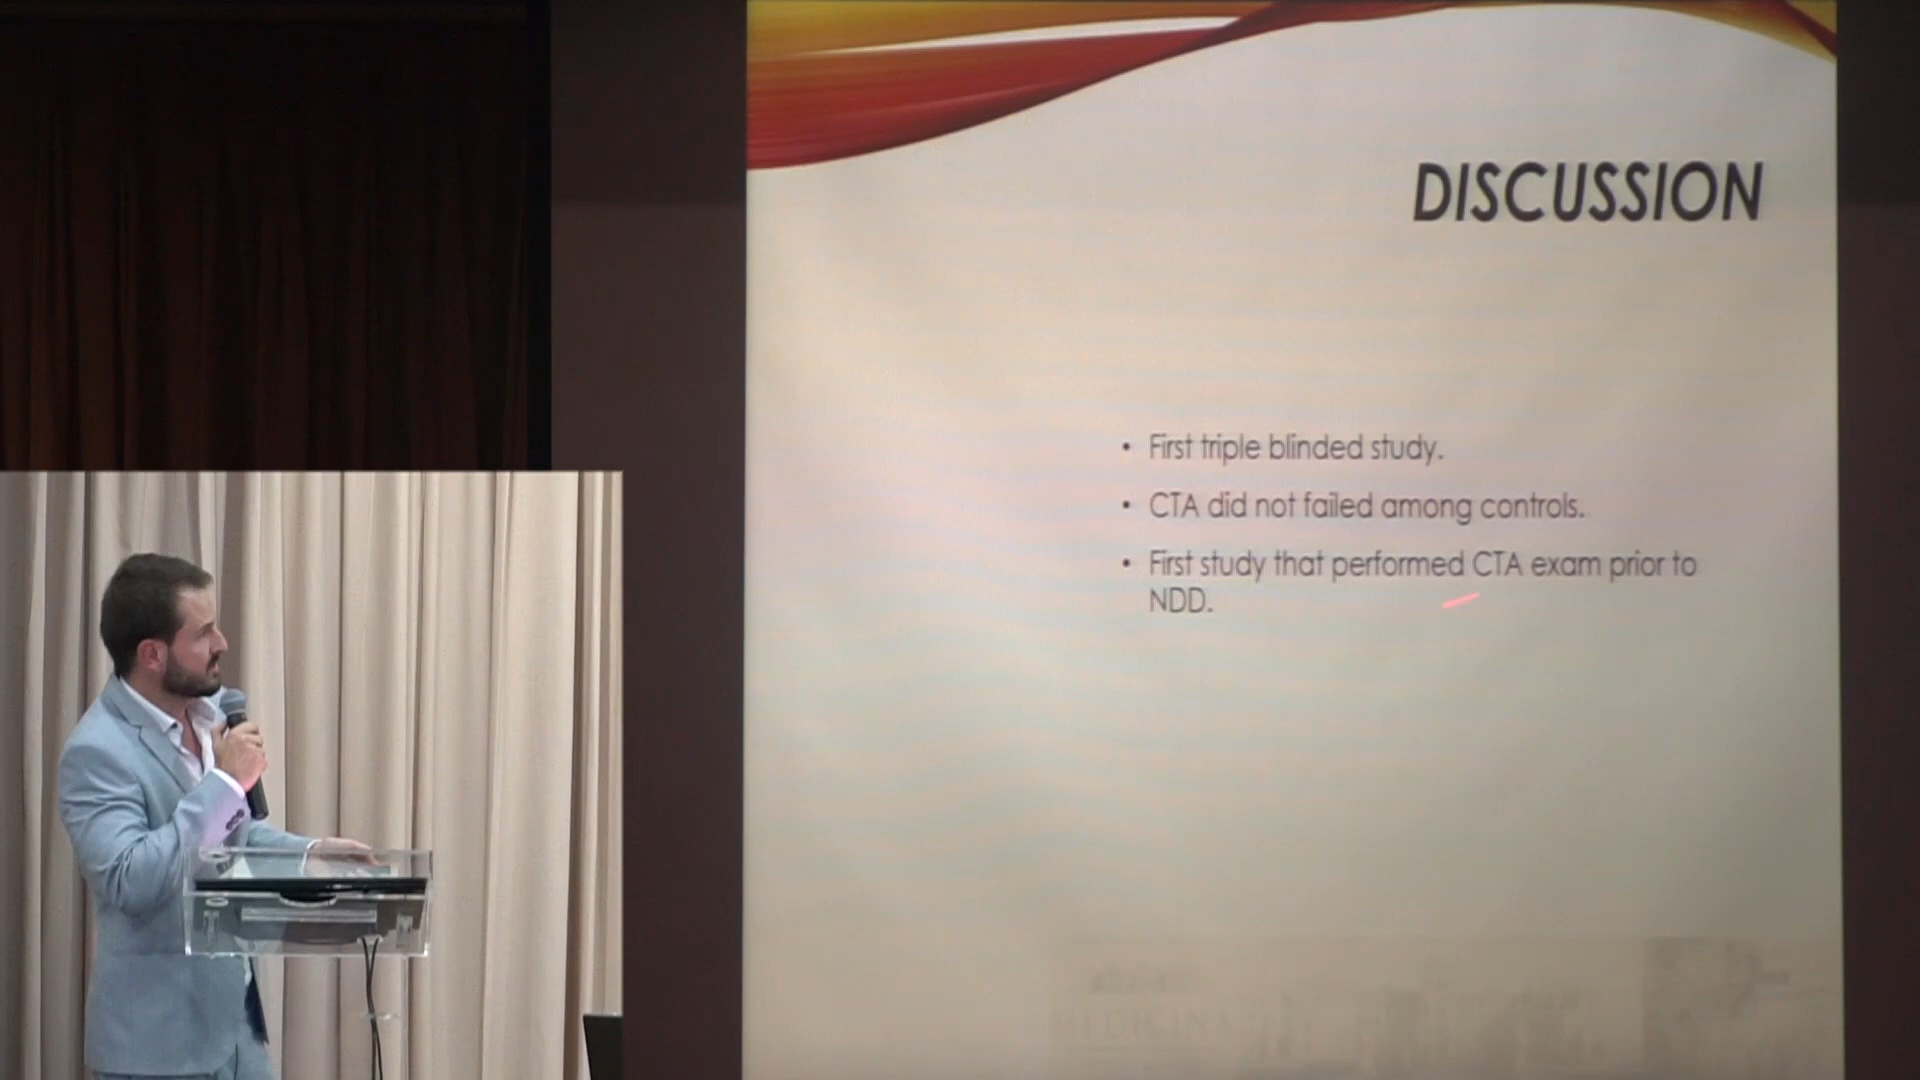 DISCUSSION
• First triple blinded study.
• CTA did not failed among controls.
• First study that performed CTA exam prior to
NDD.
MEDICINA